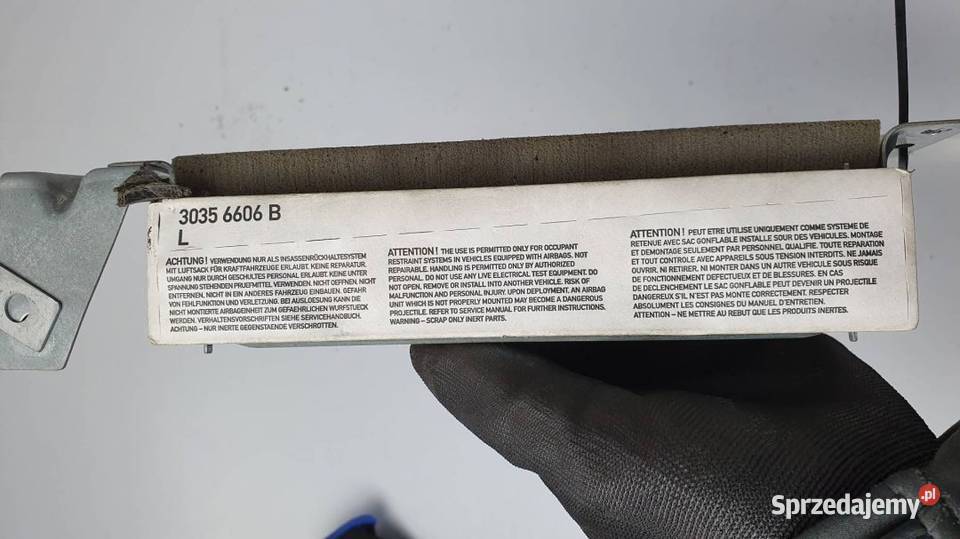 3035 6606 B
L
ACHTUNG! VERWENDUNG NUR ALS INSASSENRÜCKHALTESYSTEM
MIT LUFTSACK FÜR KRAFTFAHRZEUGE ERLAUBT. KEINE REPARATUR.
UMGANG NUR DURCH GESCHULTES PERSONAL ERLAUBT. KEINE UNTER
SPANNUNG STEHENDEN PRUEFMITTEL VERWENDEN. NICHT OEFFNEN, NICHT
ENTFERNEN, NICHT IN EIN ANDERES FAHRZEUG EINBAUEN. GEFAHR
VON FEHLFUNKTION UND VERLETZUNG. BEI AUSLOESUNG KANN DIE
NICHT MONTIERTE AIRBAGEINHEIT ZUM GEFAEHRLICHEN WURFSTUECK
WERDEN. VERHALTENSVORSCHRIFTEN SIEHE SERVICEHANDBUCH.
ACHTUNG – NUR INERTE GEGENSTAENDE VERSCHROTTEN.
ATTENTION! THE USE IS PERMITTED ONLY FOR OCCUPANT
RESTRAINT SYSTEMS IN VEHICLES EQUIPPED WITH AIRBAGS. NOT
REPAIRABLE. HANDLING IS PERMITTED ONLY BY AUTHORIZED
PERSONAL. DO NOT USE ANY LIVE ELECTRICAL TEST EQUIPMENT. DO
NOT OPEN, REMOVE OR INSTALL INTO ANOTHER VEHICLE. RISK OF
MALFUNCTION AND PERSONAL INJURY. UPON DEPLOYMENT, AN AIRBAG
UNIT WHICH IS NOT PROPERLY MOUNTED MAY BECOME A DANGEROUS
PROJECTILE. REFER TO SERVICE MANUAL FOR FURTHER INSTRUCTIONS.
WARNING – SCRAP ONLY INERT PARTS.
ATTENTION! PEUT ETRE UTILISE UNIQUEMENT COMME SYSTEME DE
RETENUE AVEC SAC GONFLABLE INSTALLE SOUR DES VEHICULES. MONTAGE
ET DEMONTAGE SEULEMENT PAR PERSONNEL QUALIFIE. TOUTE REPARATION
ET TOUT CONTROLE AVEC APPAREILS SOUS TENSION INTERDITS. NE JAMAIS
OUVRIR, NI RETIRER. NI MONTER DANS UN AUTRE VEHICULE SOUS RISQUE
DE FONCTIONNEMENT DEFECTUEUX ET DE BLESSURES. EN CAS
DE DECLENCHEMENT LE SAC GONFLABLE PEUT DEVENIR UN PROJECTILE
DANGEREUX S'IL N'EST PAS MONTE CORRECTEMENT. RESPECTER
ABSOLUMENT LES CONSIGNES DU MANUEL D'ENTRETIEN.
ATTENTION – NE METTRE AU REBUT QUE LES PRODUITS INERTES.
Sprzedajemy.pl